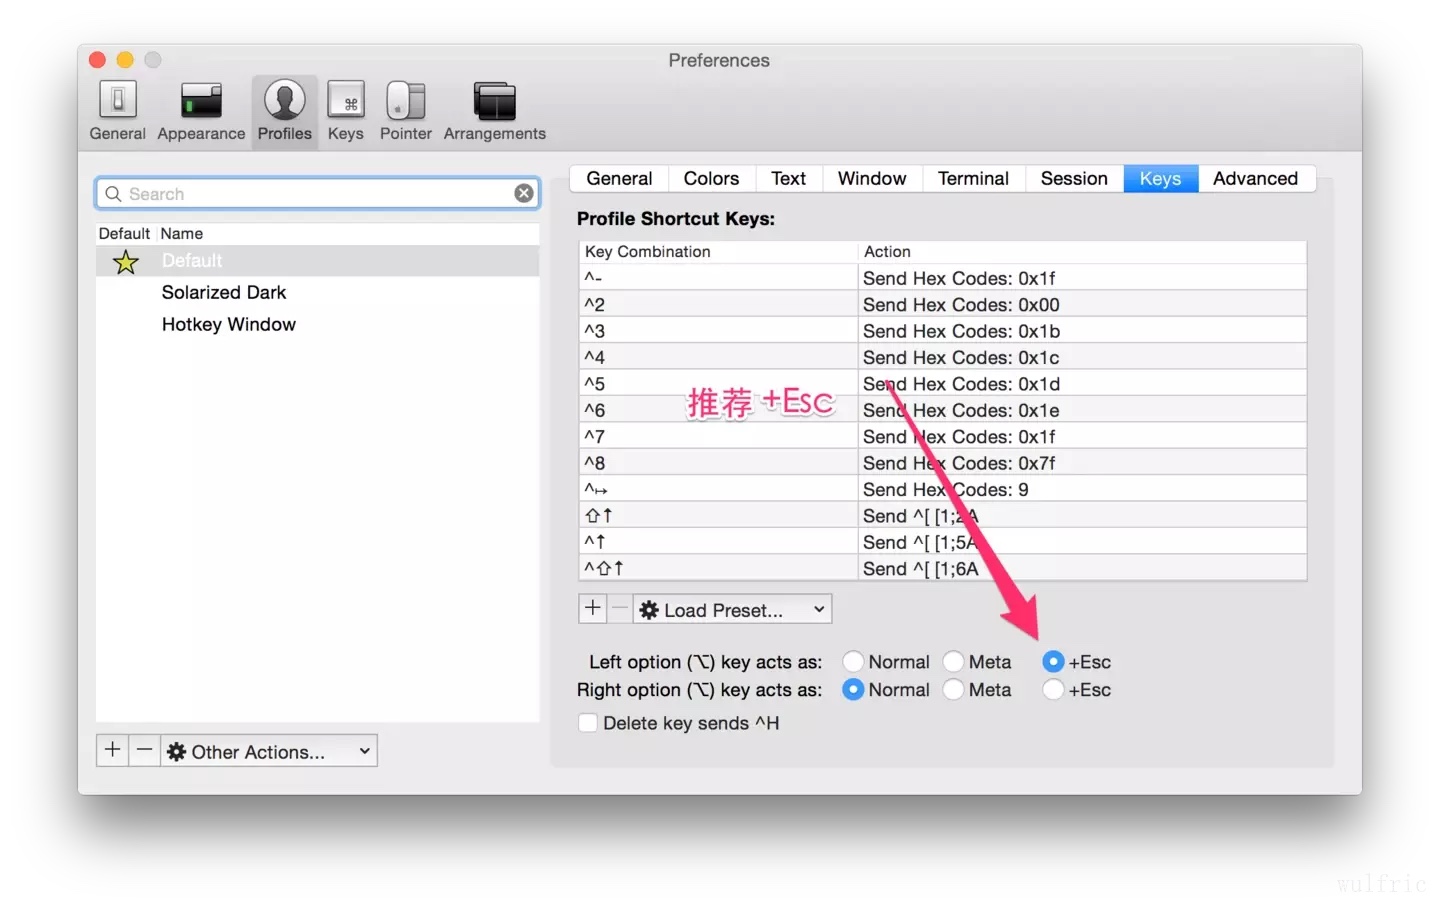 Preferences
General Appearance Profiles Keys Pointer Arrangements
Search
Default Name
Default
Solarized Dark
Hotkey Window
Other Actions...
General Colors Text Window Terminal Session Keys Advanced
Profile Shortcut Keys:
Key Combination Action
^- Send Hex Codes: 0x1f
^2 Send Hex Codes: 0x00
^3 Send Hex Codes: 0x1b
^4 Send Hex Codes: 0x1c
^5 Send Hex Codes: 0x1d
推荐 +Esc
^6 Send Hex Codes: 0x1e
^7 Send Hex Codes: 0x1f
^8 Send Hex Codes: 0x7f
^↦ Send Hex Codes: 9
⇧↑ Send ^[ [1;2A
^↑ Send ^[ [1;5A
^⇧↑ Send ^[ [1;6A
Load Preset...
Left option (⌥) key acts as: Normal Meta +Esc
Right option (⌥) key acts as: Normal Meta +Esc
Delete key sends ^H
wulfric